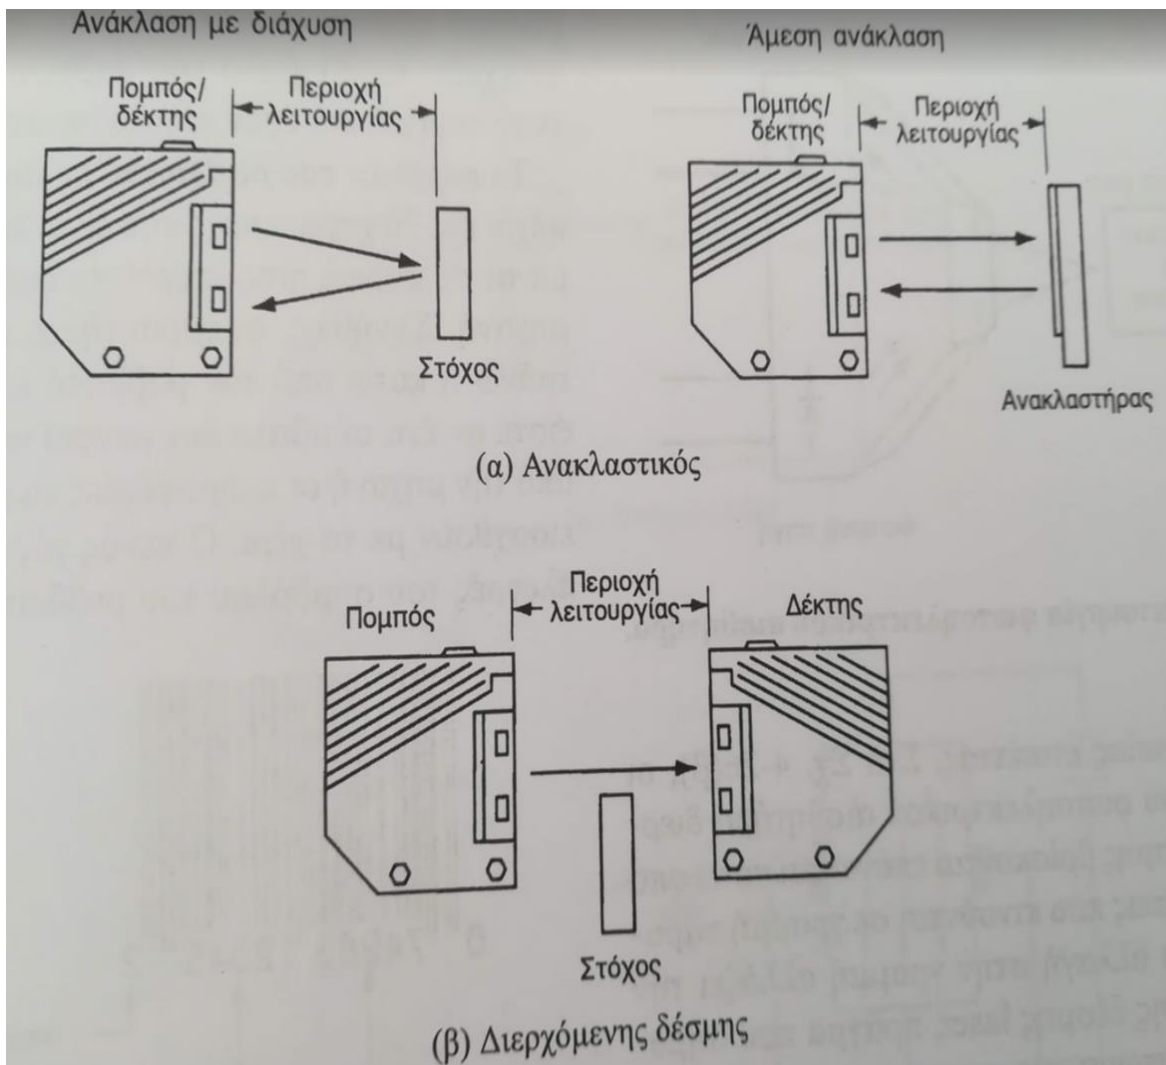 Ανάκλαση με διάχυση
Πομπός/
δέκτης
Περιοχή
λειτουργίας
Στόχος
Άμεση ανάκλαση
Πομπός/
δέκτης
Περιοχή
λειτουργίας
Ανακλαστήρας
(α) Ανακλαστικός
Πομπός
Περιοχή
λειτουργίας
Δέκτης
Στόχος
(β) Διερχόμενης δέσμης